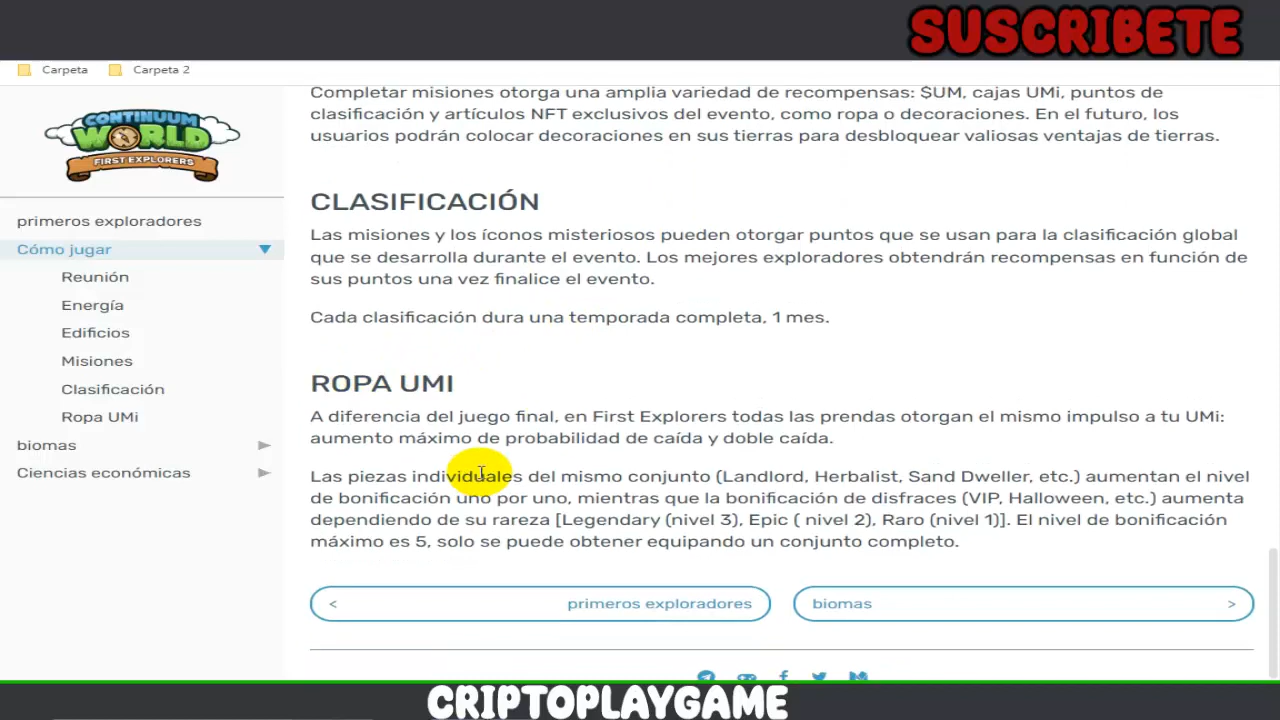 SUSCRIBETE
Carpeta
Carpeta 2
CONTINUUM
WORLD
FIRST EXPLORERS
primeros exploradores
Cómo jugar
Reunión
Energía
Edificios
Misiones
Clasificación
Ropa UMi
biomas
Ciencias económicas
Completar misiones otorga una amplia variedad de recompensas: $UM, cajas UMi, puntos de
clasificación y artículos NFT exclusivos del evento, como ropa o decoraciones. En el futuro, los
usuarios podrán colocar decoraciones en sus tierras para desbloquear valiosas ventajas de tierras.
CLASIFICACIÓN
Las misiones y los íconos misteriosos pueden otorgar puntos que se usan para la clasificación global
que se desarrolla durante el evento. Los mejores exploradores obtendrán recompensas en función de
sus puntos una vez finalice el evento.
Cada clasificación dura una temporada completa, 1 mes.
ROPA UMI
A diferencia del juego final, en First Explorers todas las prendas otorgan el mismo impulso a tu UMi:
aumento máximo de probabilidad de caída y doble caída.
Las piezas individuales del mismo conjunto (Landlord, Herbalist, Sand Dweller, etc.) aumentan el nivel
de bonificación uno por uno, mientras que la bonificación de disfraces (VIP, Halloween, etc.) aumenta
dependiendo de su rareza [Legendary (nivel 3), Epic ( nivel 2), Raro (nivel 1)]. El nivel de bonificación
máximo es 5, solo se puede obtener equipando un conjunto completo.
< primeros exploradores
biomas >
CRIPTOPLAYGAME